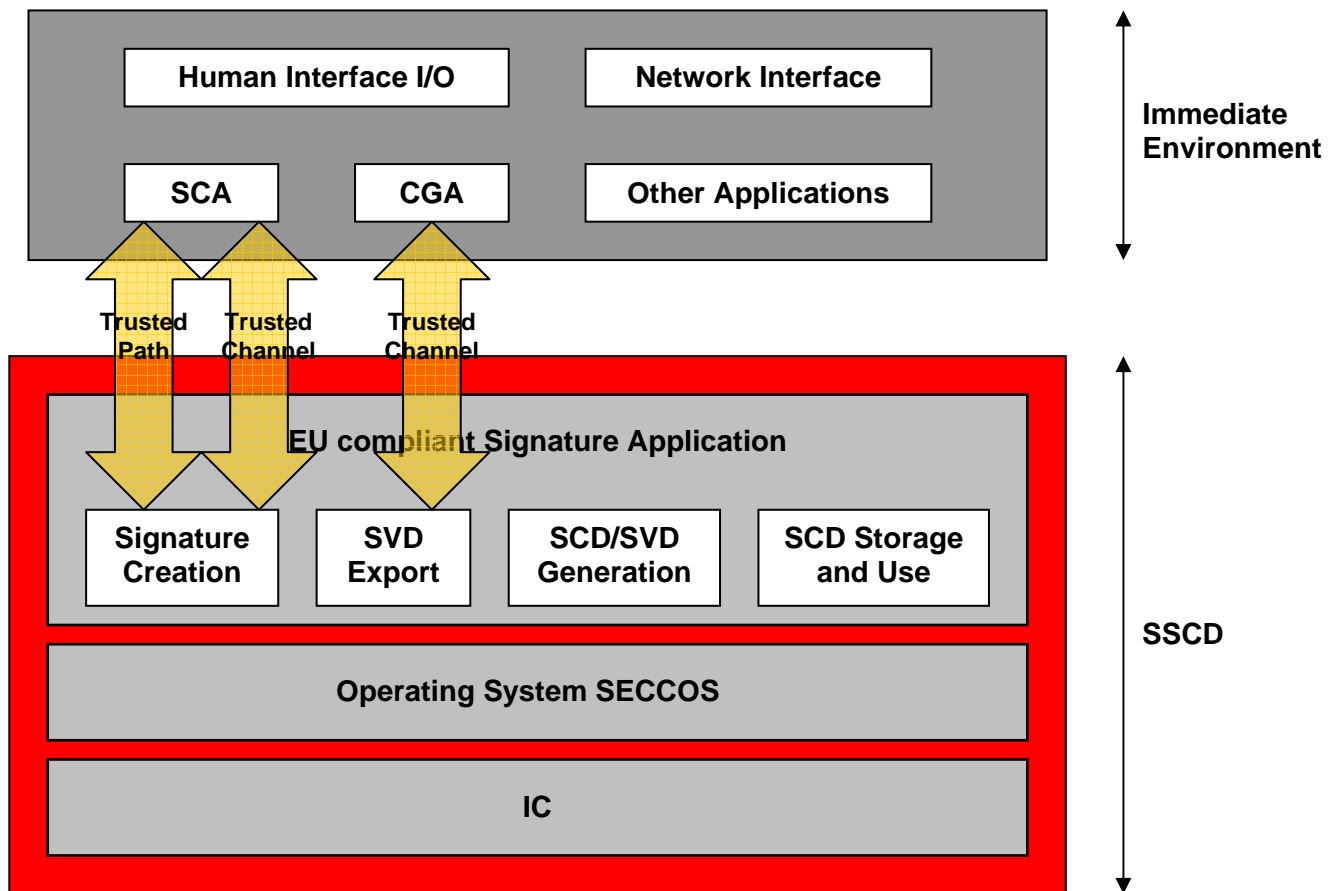 Human Interface I/O
Network Interface
Immediate
Environment
SCA
CGA
Other Applications
Trusted
Path
Trusted
Channel
Trusted
Channel
EU compliant Signature Application
Signature
Creation
SVD
Export
SCD/SVD
Generation
SCD Storage
and Use
SSCD
Operating System SECCOS
IC